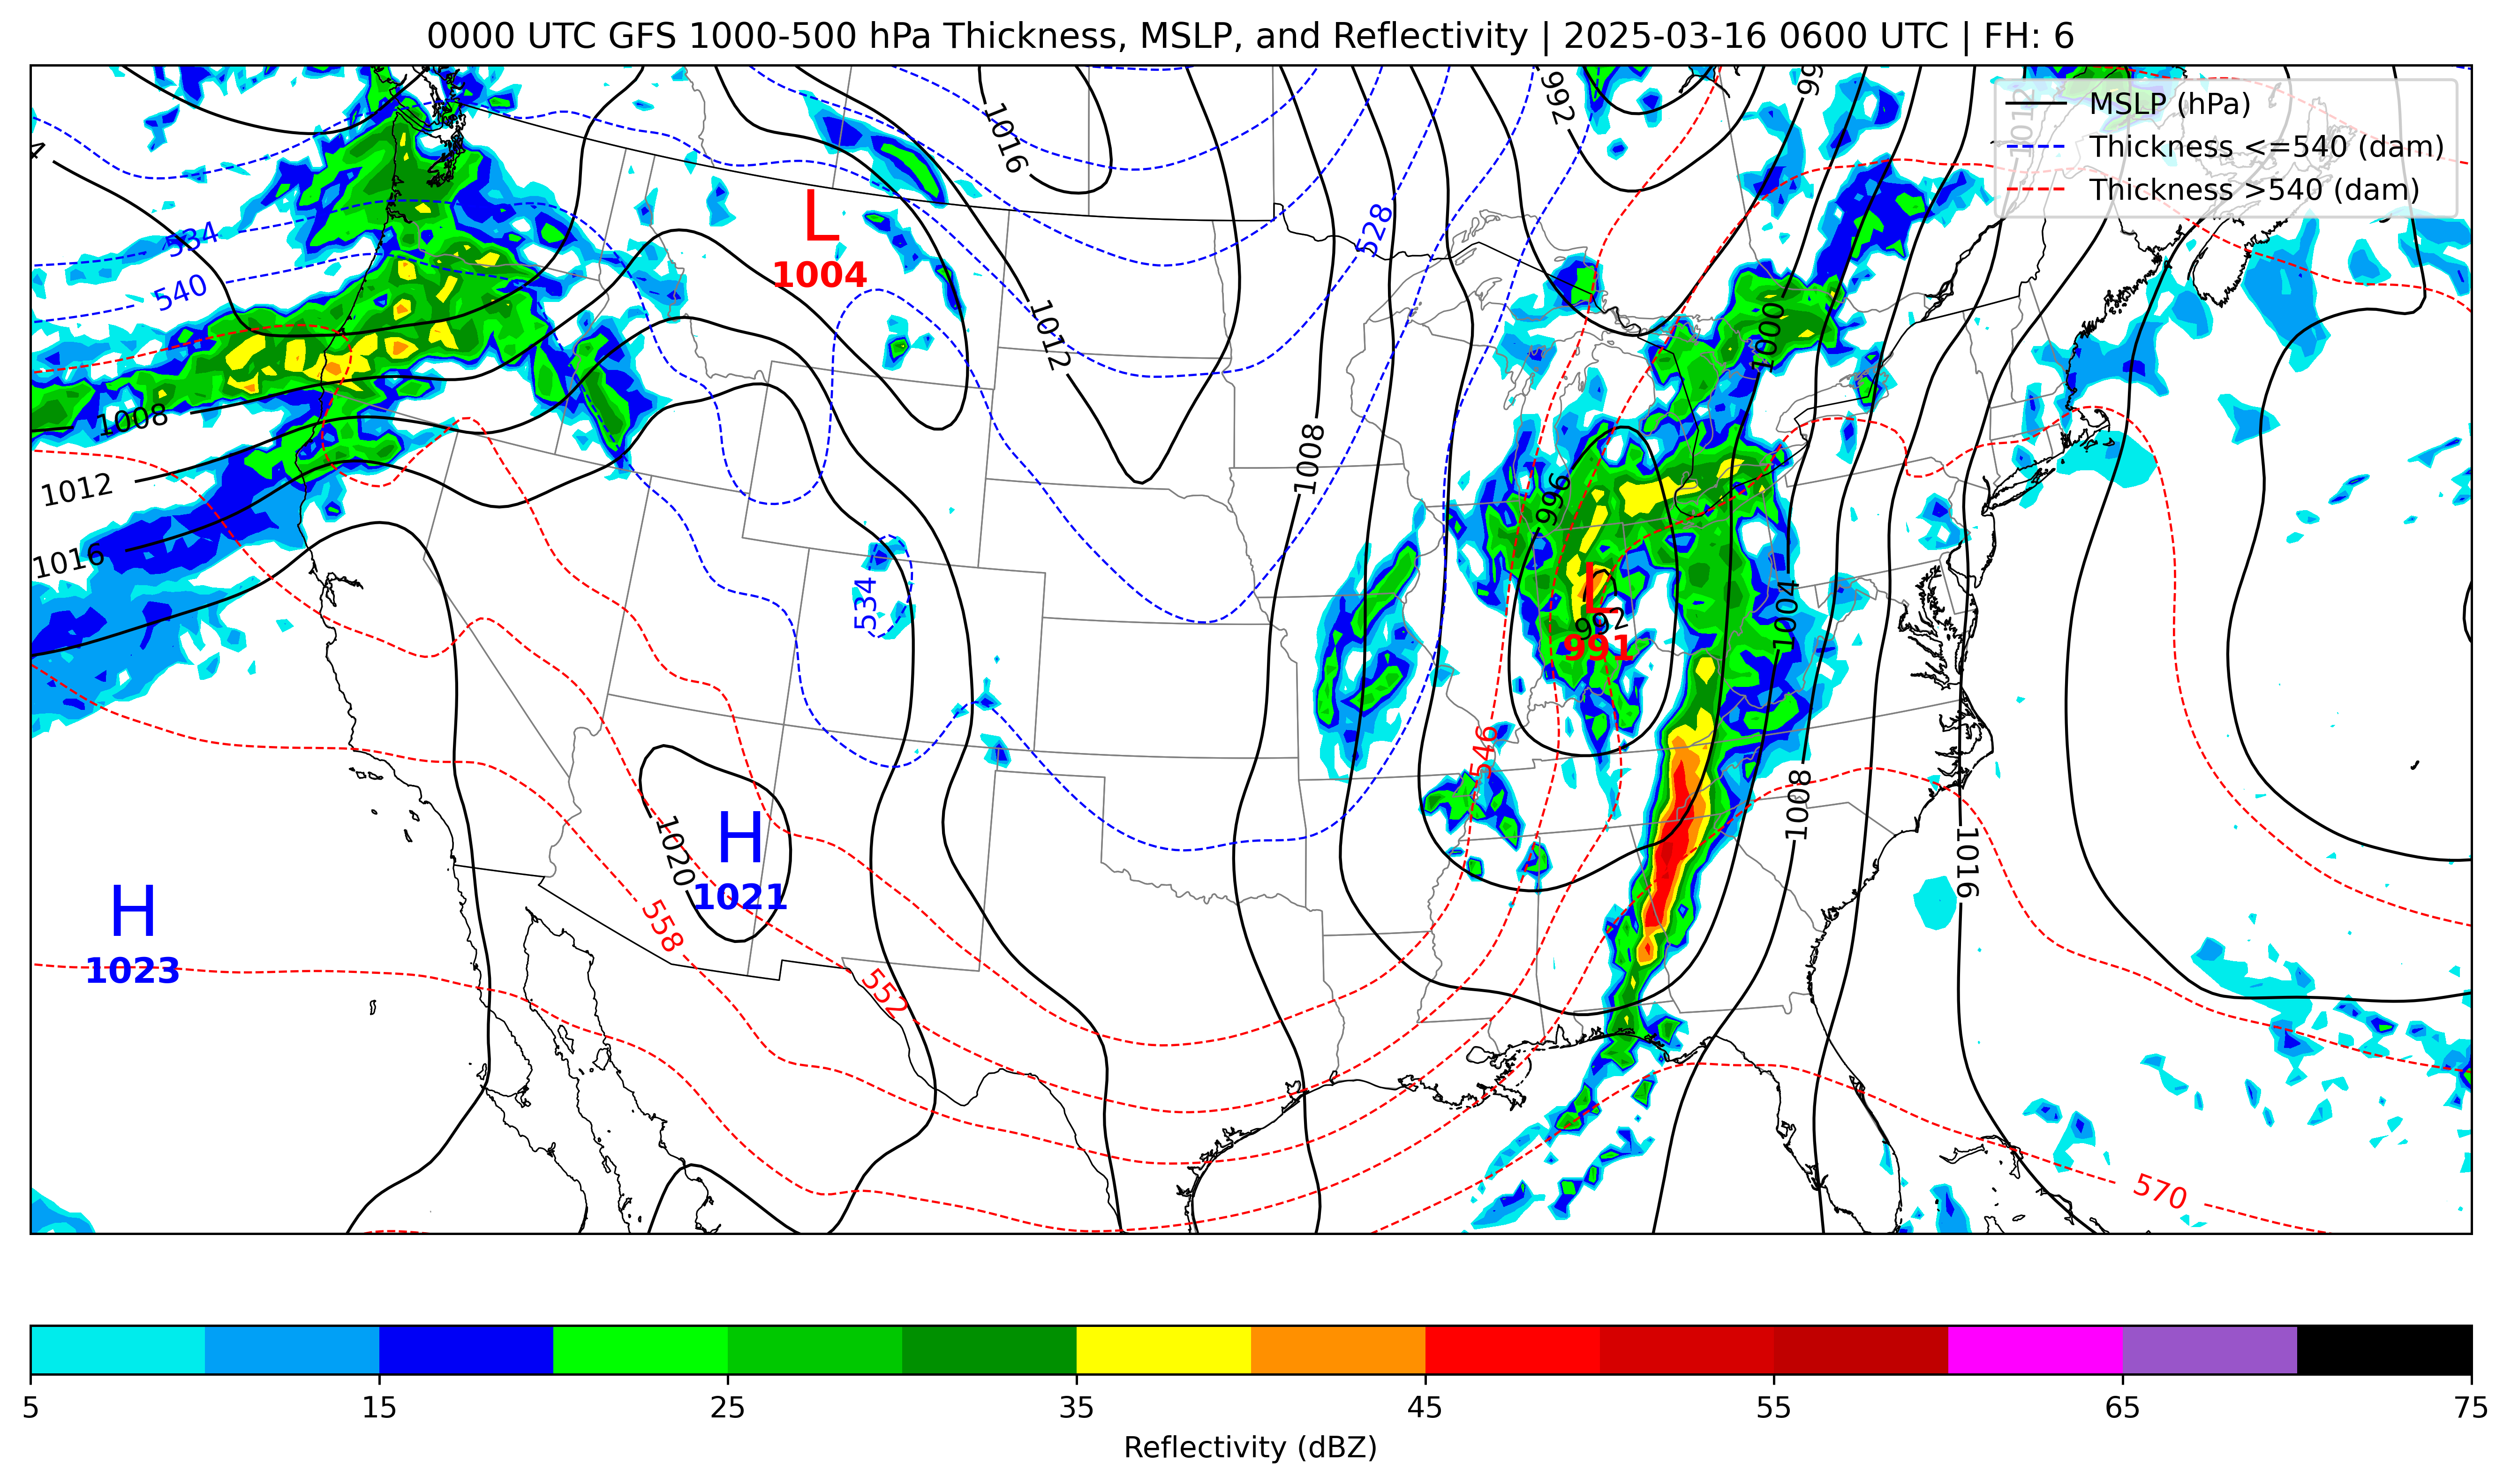 0000 UTC GFS 1000-500 hPa Thickness, MSLP, and Reflectivity | 2025-03-16 0600 UTC | FH: 6
MSLP (hPa)
Thickness <=540 (dam)
Thickness >540 (dam)
992
99
1012
1016
4
L
1004
528
534
540
1012
1000
1008
1008
1012
996
1016
534
L
992
991
1004
546
1008
1020
H
1021
1016
H
1023
558
552
570
5 15 25 35 45 55 65 75
Reflectivity (dBZ)